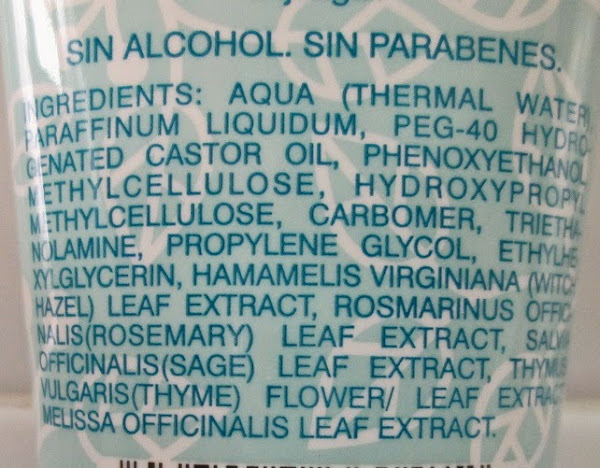 SIN ALCOHOL. SIN PARABENES.
INGREDIENTS: AQUA (THERMAL WATER)
PARAFFINUM LIQUIDUM, PEG-40 HYDRO-
GENATED CASTOR OIL, PHENOXYETHANOL,
METHYLCELLULOSE, HYDROXYPROPYL
METHYLCELLULOSE, CARBOMER, TRIETHA-
NOLAMINE, PROPYLENE GLYCOL, ETHYLHE-
XYLGLYCERIN, HAMAMELIS VIRGINIANA (WITCH
HAZEL) LEAF EXTRACT, ROSMARINUS OFFICI-
NALIS(ROSEMARY) LEAF EXTRACT, SALVIA
OFFICINALIS(SAGE) LEAF EXTRACT, THYMUS
VULGARIS(THYME) FLOWER/ LEAF EXTRACT
MELISSA OFFICINALIS LEAF EXTRACT.